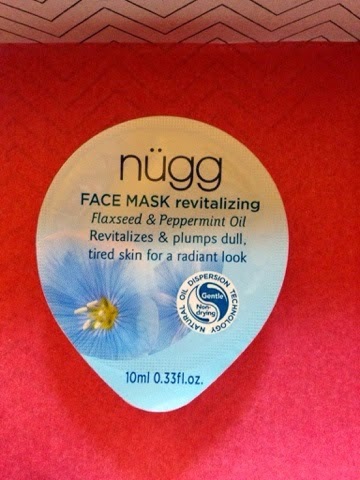 nügg
FACE MASK revitalizing
Flaxseed & Peppermint Oil
Revitalizes & plumps dull,
tired skin for a radiant look
NATURAL OIL DISPERSION TECHNOLOGY
Gentle
Non-
drying
10ml 0.33fl.oz.